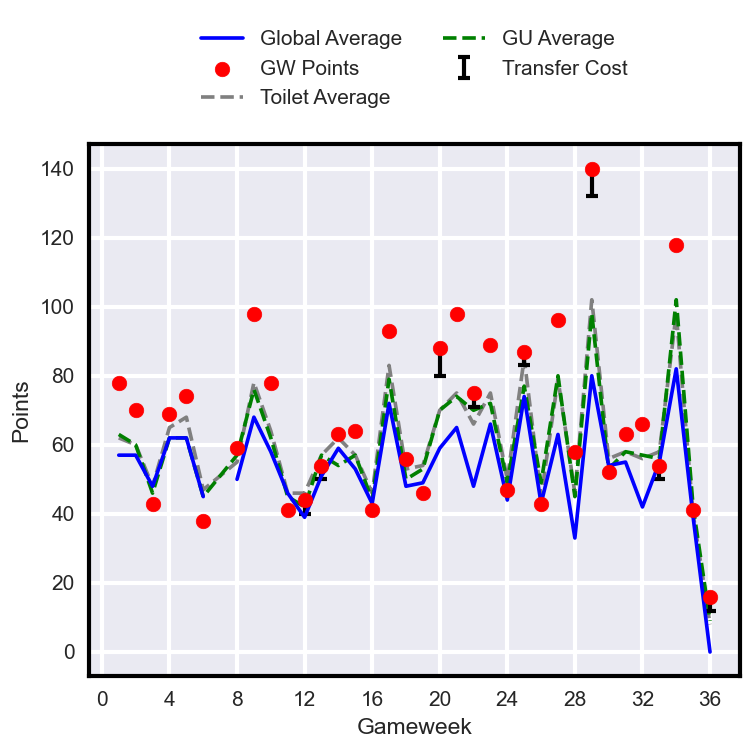 Global Average
GW Points
Toilet Average
GU Average
Transfer Cost
140
120
100
80
60
40
20
0
Points
0 4 8 12 16 20 24 28 32 36
Gameweek